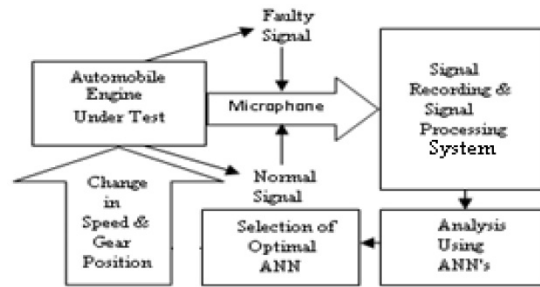 Faulty
Signal
Automobile
Engine
Under Test
Microphone
Signal
Recording &
Signal
Processing
System
Normal
Signal
Change
in
Speed &
Gear
Position
Selection of
Optimal
ANN
Analysis
Using
ANN's